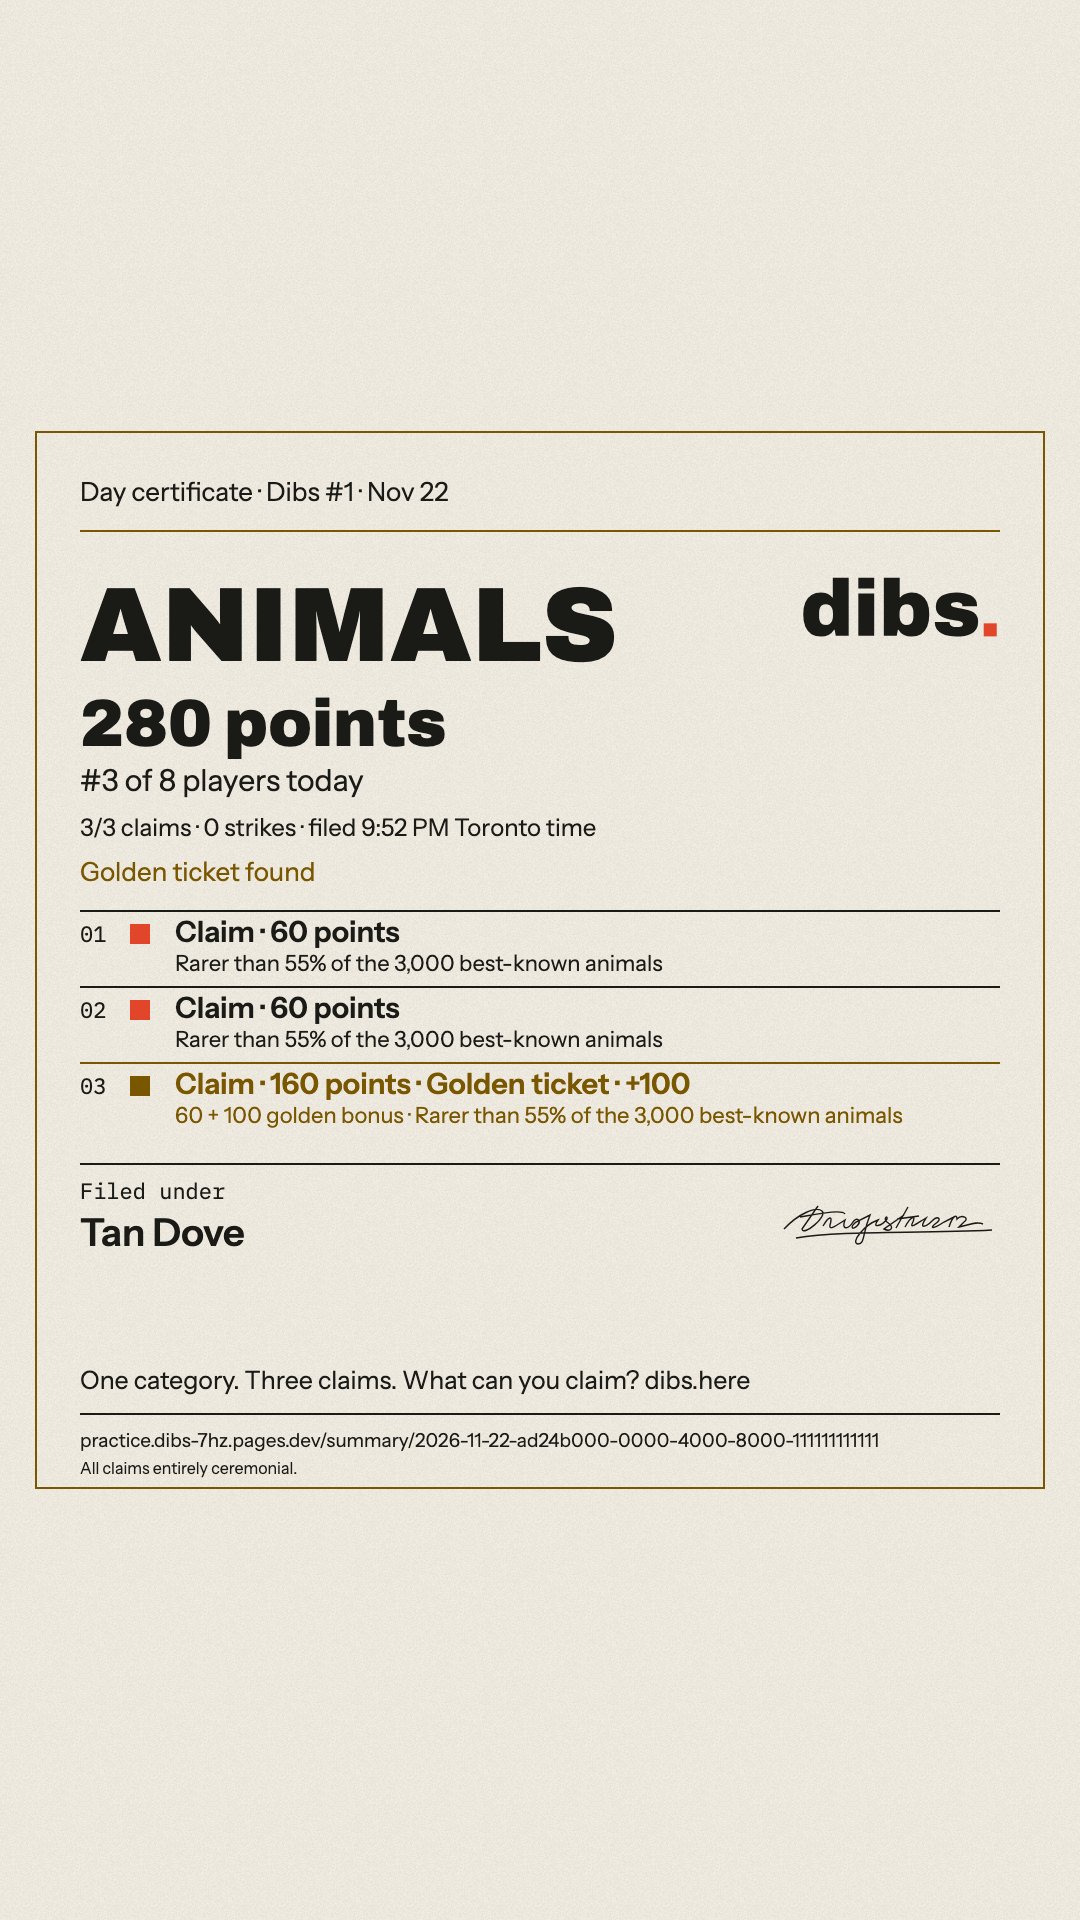 Day certificate · Dibs #1 · Nov 22
ANIMALS
dibs.
280 points
#3 of 8 players today
3/3 claims · 0 strikes · filed 9:52 PM Toronto time
Golden ticket found
01 Claim · 60 points
Rarer than 55% of the 3,000 best-known animals
02 Claim · 60 points
Rarer than 55% of the 3,000 best-known animals
03 Claim · 160 points · Golden ticket · +100
60 + 100 golden bonus · Rarer than 55% of the 3,000 best-known animals
Filed under
Tan Dove
One category. Three claims. What can you claim? dibs.here
practice.dibs-7hz.pages.dev/summary/2026-11-22-ad24b000-0000-4000-8000-111111111111
All claims entirely ceremonial.